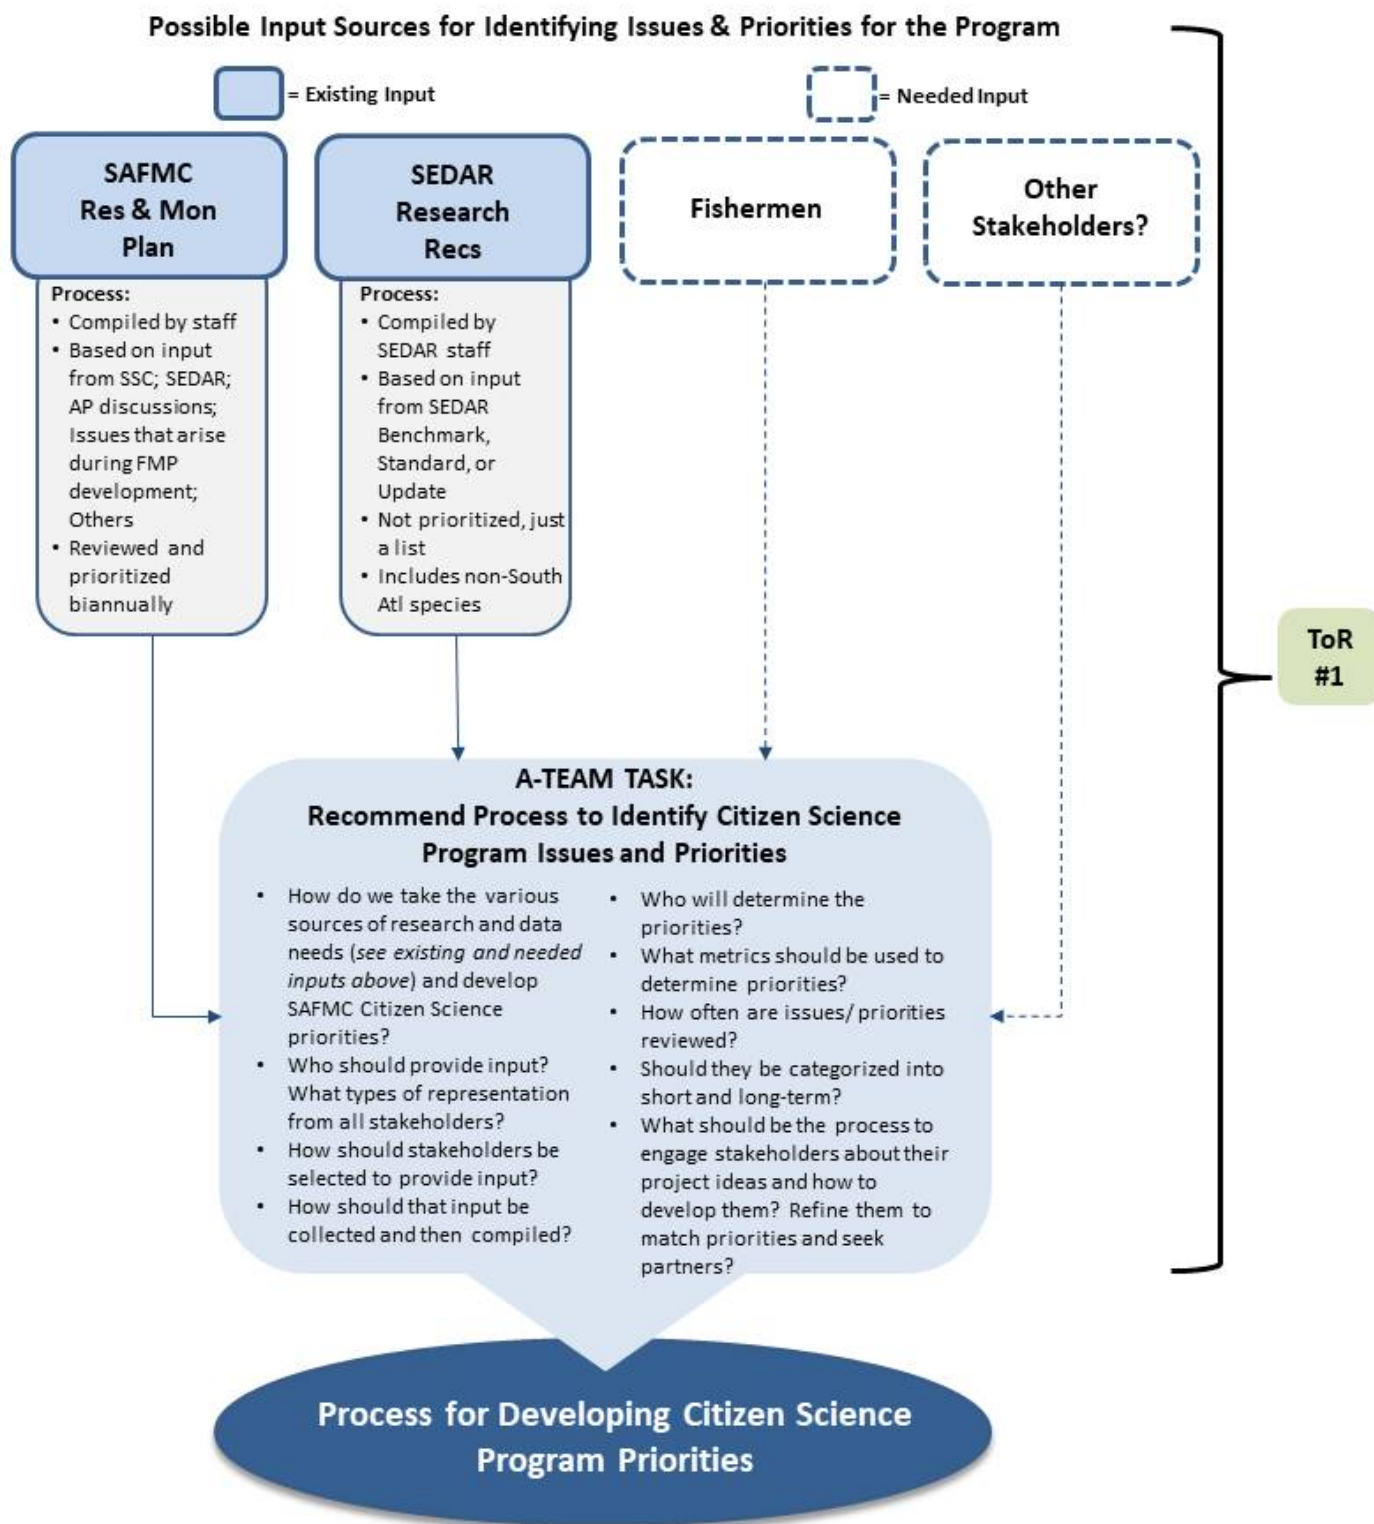 Possible Input Sources for Identifying Issues & Priorities for the Program
= Existing Input
= Needed Input
SAFMC
Res & Mon
Plan
Process:
• Compiled by staff
• Based on input
from SSC; SEDAR;
AP discussions;
Issues that arise
during FMP
development;
Others
• Reviewed and
prioritized
biannually
SEDAR
Research
Recs
Process:
• Compiled by
SEDAR staff
• Based on input
from SEDAR
Benchmark,
Standard, or
Update
• Not prioritized, just
a list
• Includes non-South
Atl species
Fishermen
Other
Stakeholders?
ToR
#1
A-TEAM TASK:
Recommend Process to Identify Citizen Science
Program Issues and Priorities
• How do we take the various
sources of research and data
needs (see existing and needed
inputs above) and develop
SAFMC Citizen Science
priorities?
• Who should provide input?
What types of representation
from all stakeholders?
• How should stakeholders be
selected to provide input?
• How should that input be
collected and then compiled?
• Who will determine the
priorities?
• What metrics should be used to
determine priorities?
• How often are issues/ priorities
reviewed?
• Should they be categorized into
short and long-term?
• What should be the process to
engage stakeholders about their
project ideas and how to
develop them? Refine them to
match priorities and seek
partners?
Process for Developing Citizen Science
Program Priorities